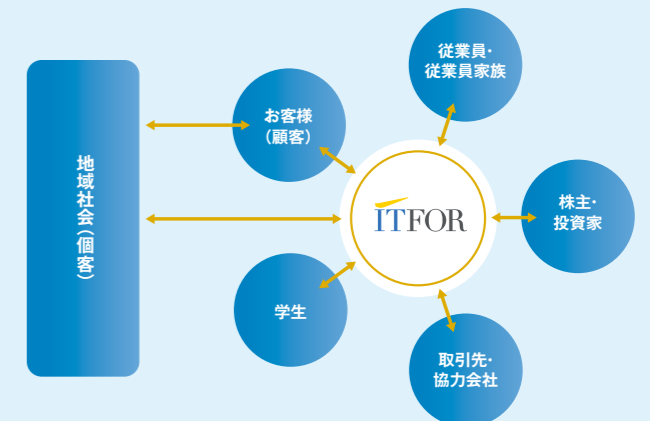 従業員・
従業員家族
お客様
（顧客）
地域社会（個客）
ITFOR
株主・
投資家
学生
取引先・
協力会社